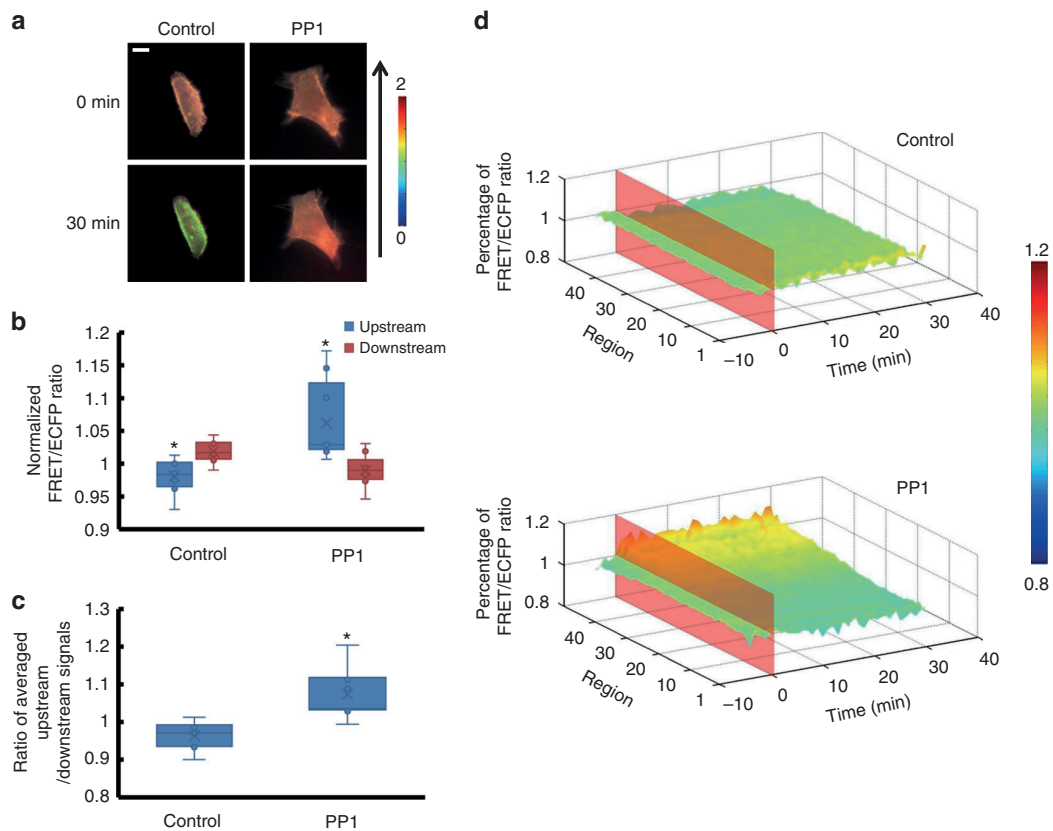 a
Control
PP1
0 min
30 min
2
0
b
1.2
1.15
1.10
1.05
1
0.95
0.9
Normalized
FRET/ECFP ratio
Upstream
Downstream
*
*
Control
PP1
c
1.3
1.2
1.1
1
0.9
0.8
Ratio of averaged
upstream
/downstream signals
*
Control
PP1
d
Control
Percentage of
FRET/ECFP ratio
1.2
1
0.8
40
30
20
10
1
Region
–10
0
10
20
30
40
Time (min)
PP1
Percentage of
FRET/ECFP ratio
1.2
1
0.8
40
30
20
10
1
Region
–10
0
10
20
30
40
Time (min)
1.2
0.8